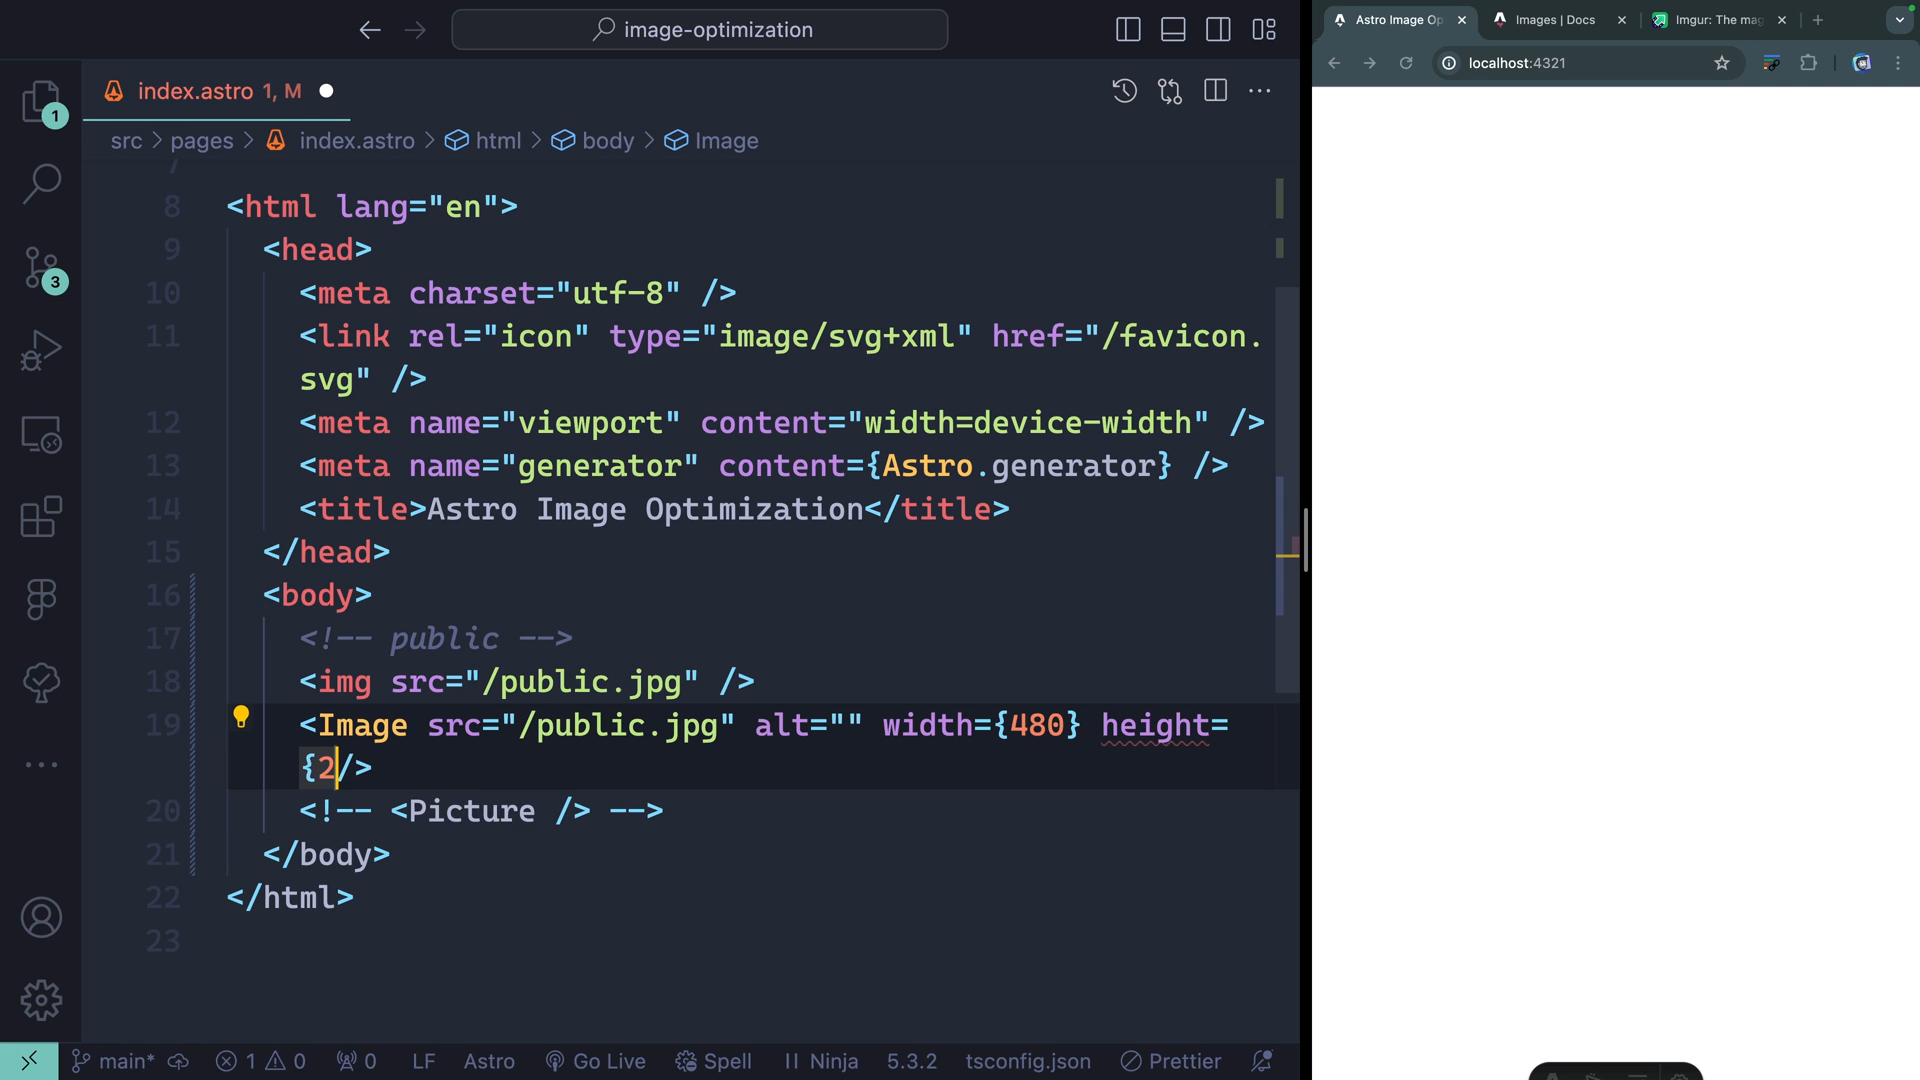 image-optimization
Astro Image Op
Images | Docs
Imgur: The mag
localhost:4321
index.astro 1, M
src > pages > index.astro > html > body > Image
1
3
7
8 <html lang="en">
9 <head>
10 <meta charset="utf-8" />
11 <link rel="icon" type="image/svg+xml" href="/favicon.
svg" />
12 <meta name="viewport" content="width=device-width" />
13 <meta name="generator" content={Astro.generator} />
14 <title>Astro Image Optimization</title>
15 </head>
16 <body>
17 <!-- public -->
18 <img src="/public.jpg" />
19 <Image src="/public.jpg" alt="" width={480} height=
{2/>
20 <!-- <Picture /> -->
21 </body>
22 </html>
23
main* 1 0 0 LF Astro Go Live Spell Ninja 5.3.2 tsconfig.json Prettier